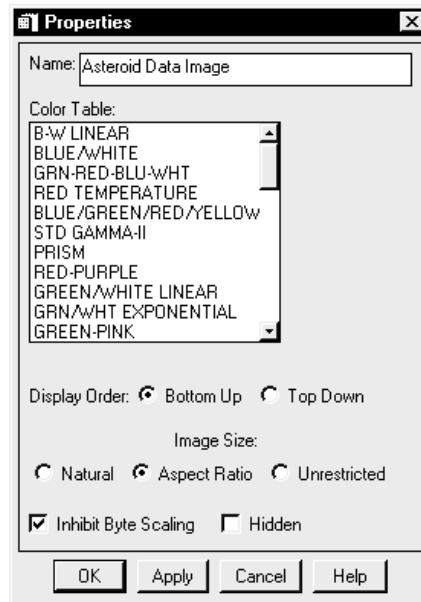 Properties
Name: Asteroid Data Image
Color Table:
B-W LINEAR
BLUE/WHITE
GRN-RED-BLU-WHT
RED TEMPERATURE
BLUE/GREEN/RED/YELLOW
STD GAMMA-II
PRISM
RED-PURPLE
GREEN/WHITE LINEAR
GRN/WHT EXPONENTIAL
GREEN-PINK
Display Order: Bottom Up Top Down
Image Size:
Natural Aspect Ratio Unrestricted
Inhibit Byte Scaling Hidden
OK Apply Cancel Help